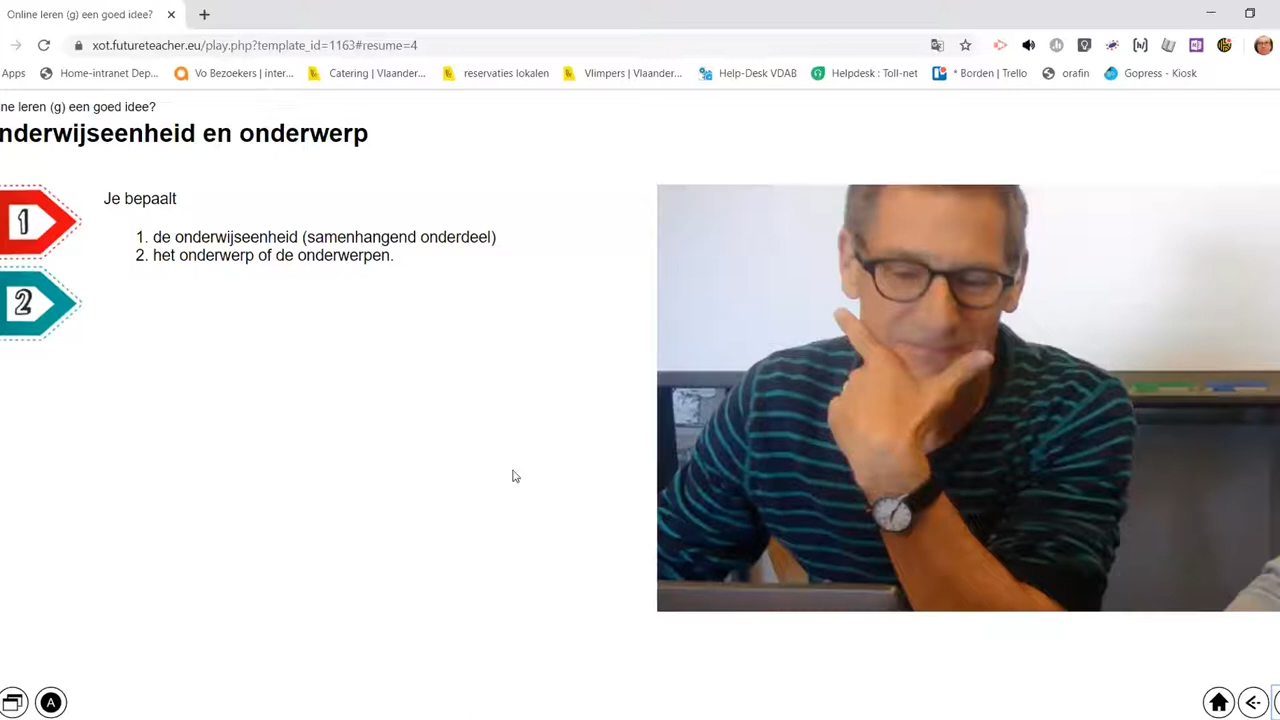 Online leren (g) een goed idee?
xot.futureteacher.eu/play.php?template_id=1163#resume=4
Apps Home-intranet Dep... Vo Bezoekers | inter... Catering | Vlaander... reservaties lokalen Vlimpers | Vlaander... Help-Desk VDAB Helpdesk : Toll-net * Borden | Trello orafin Gopress - Kiosk
ne leren (g) een goed idee?
nderwijseenheid en onderwerp
1
Je bepaalt
1. de onderwijseenheid (samenhangend onderdeel)
2. het onderwerp of de onderwerpen.
2
A